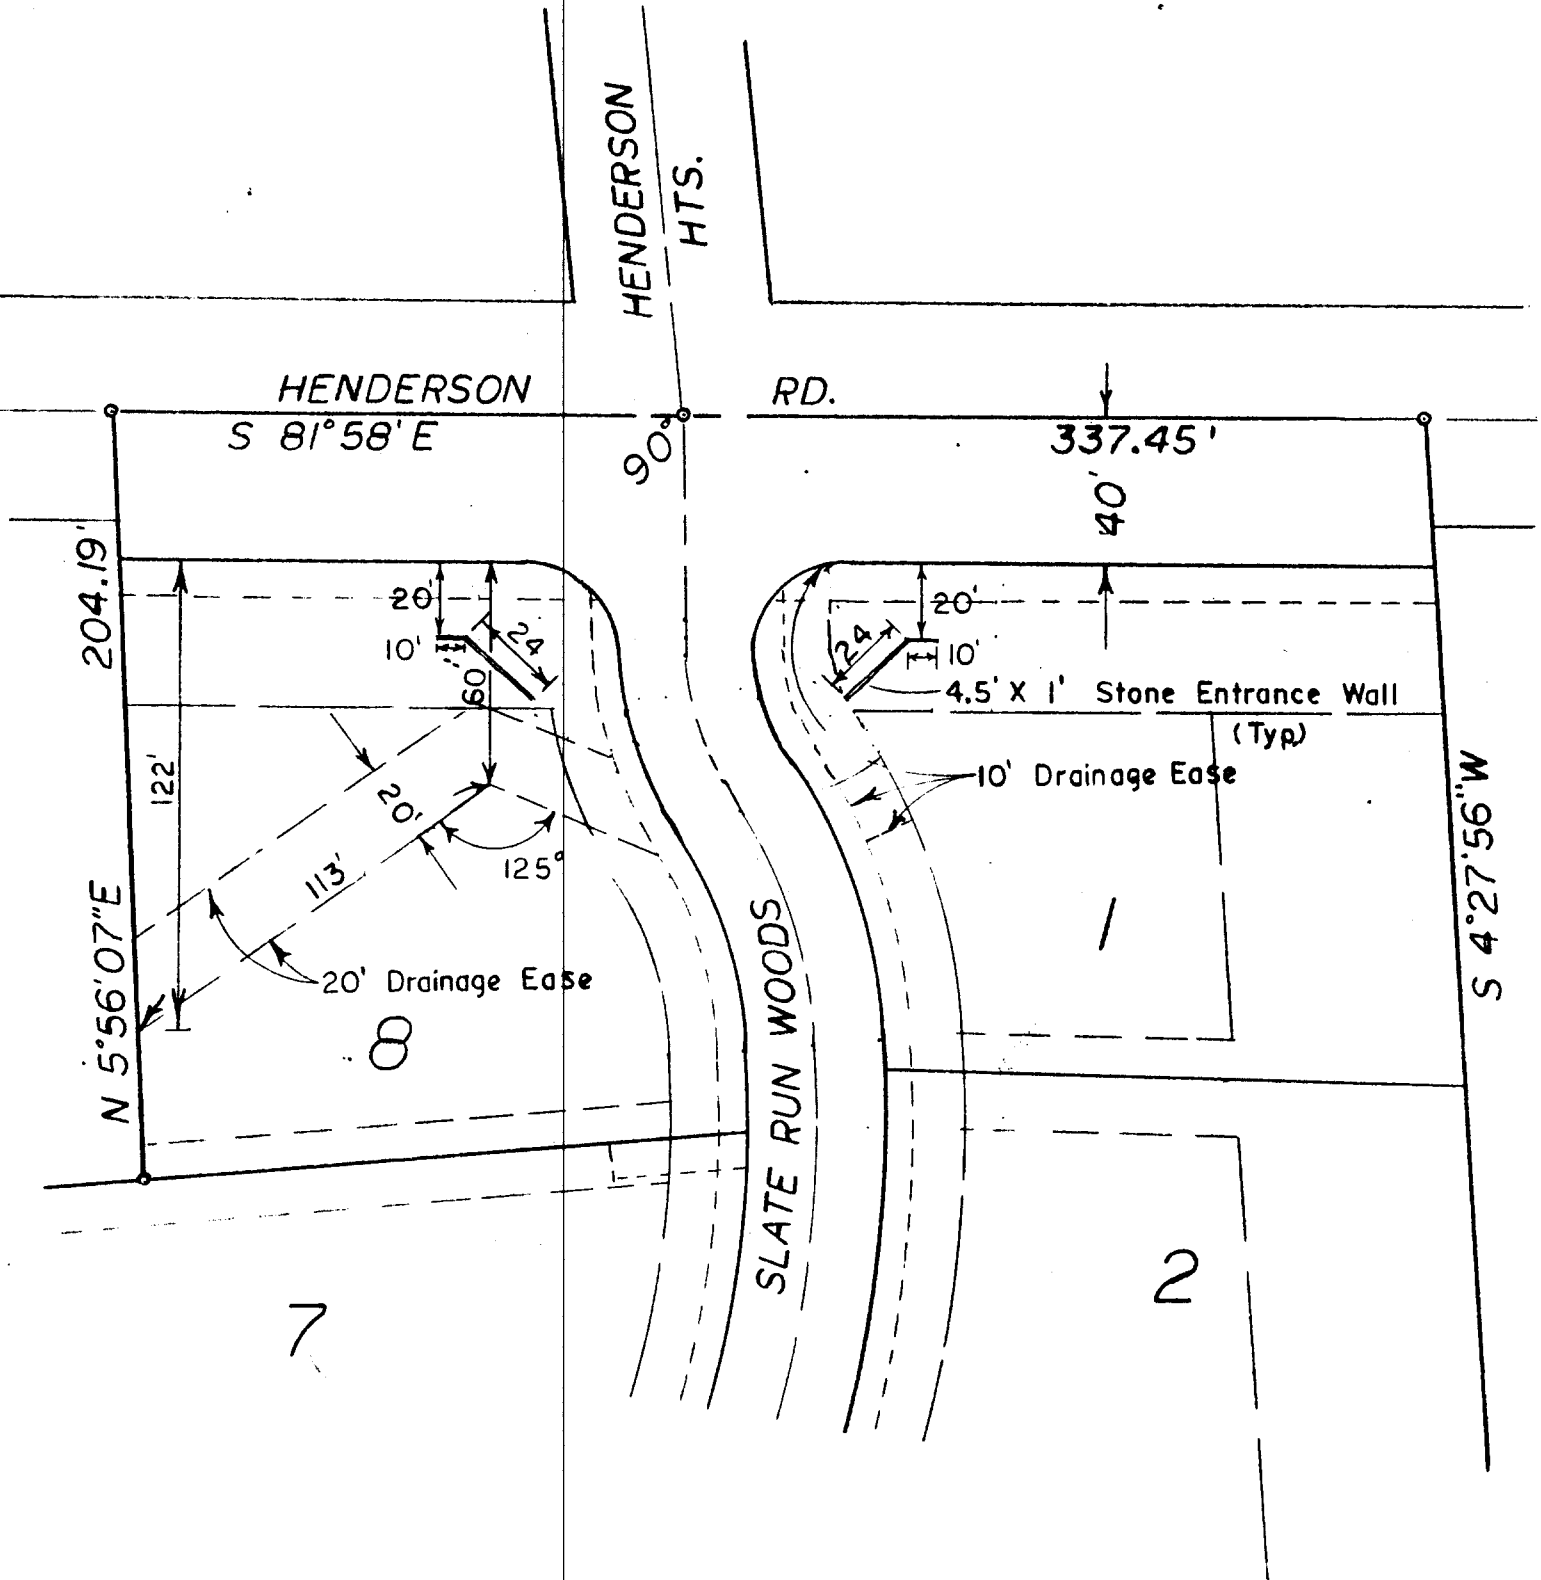 HENDERSON
HTS.
HENDERSON RD.
S 81°58' E
90°
337.45'
40'
204.19'
20'
10'
24
60
20'
10'
24
4.5' X 1' Stone Entrance Wall
(Typ)
122'
20'
113'
125°
10' Drainage Ease
20' Drainage Ease
N 5°56'07"E
S 4°27'56"W
SLATE RUN WOODS
8
1
7
2